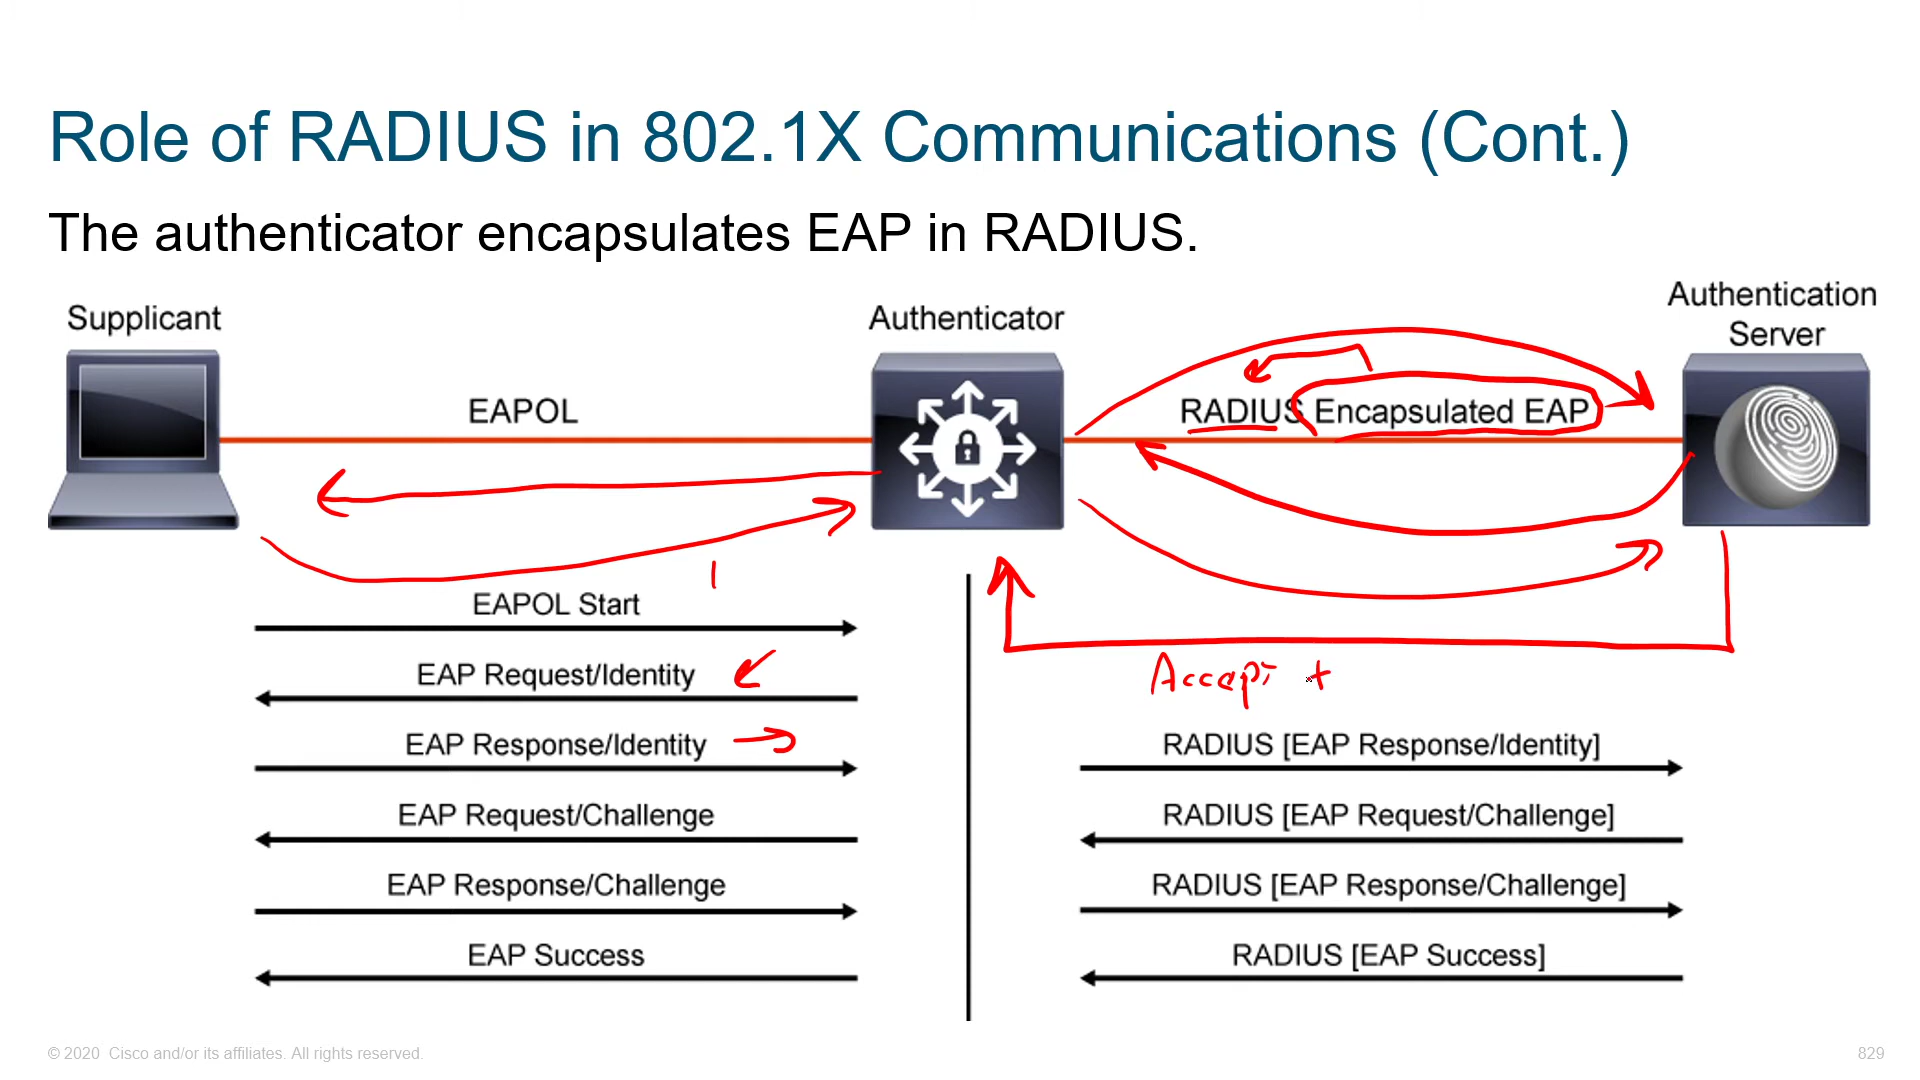 Role of RADIUS in 802.1X Communications (Cont.)
The authenticator encapsulates EAP in RADIUS.
Supplicant
Authenticator
Authentication
Server
EAPOL
RADIUS Encapsulated EAP
EAPOL Start
EAP Request/Identity
Accept +
EAP Response/Identity
RADIUS [EAP Response/Identity]
EAP Request/Challenge
RADIUS [EAP Request/Challenge]
EAP Response/Challenge
RADIUS [EAP Response/Challenge]
EAP Success
RADIUS [EAP Success]
© 2020 Cisco and/or its affiliates. All rights reserved.
829